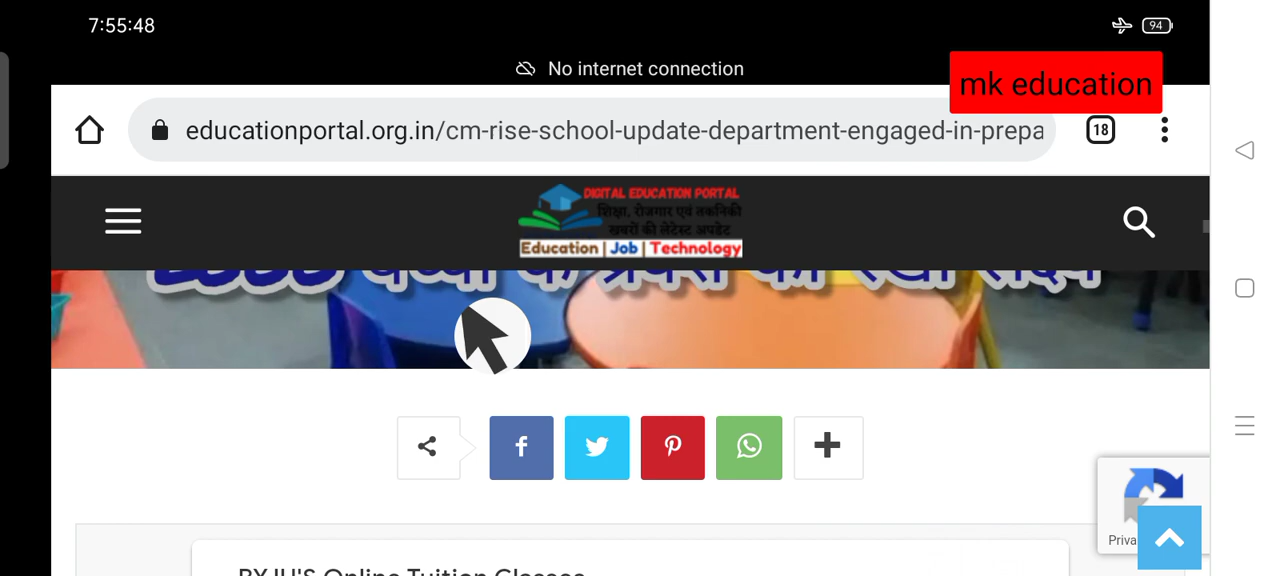 7:55:48
94
No internet connection
mk education
educationportal.org.in/cm-rise-school-update-department-engaged-in-prepa
18
DIGITAL EDUCATION PORTAL
शिक्षा, रोजगार एवं तकनिकी
खबरों की लेटेस्ट अपडेट
Education | Job | Technology
Priva
BYJU'S Online Tuition Classes